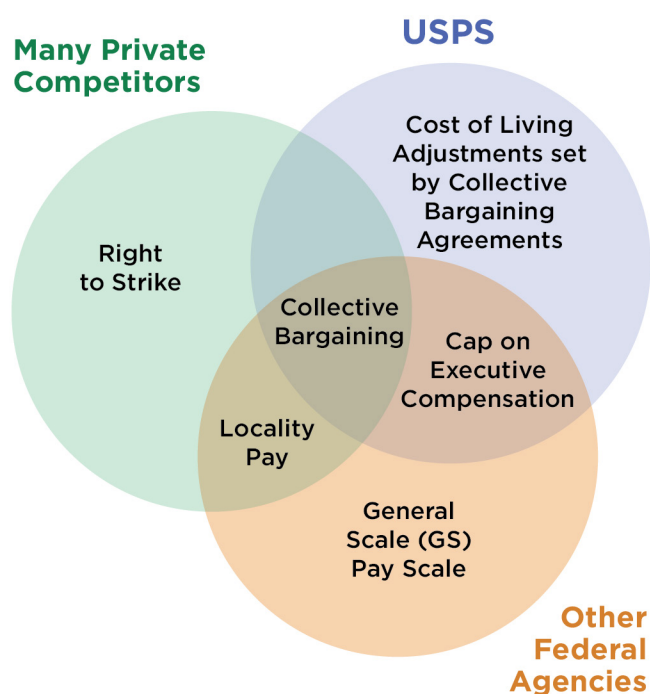 Many Private
Competitors
USPS
Cost of Living
Adjustments set
by Collective
Bargaining
Agreements
Right
to Strike
Collective
Bargaining
Cap on
Executive
Compensation
Locality
Pay
General
Scale (GS)
Pay Scale
Other
Federal
Agencies